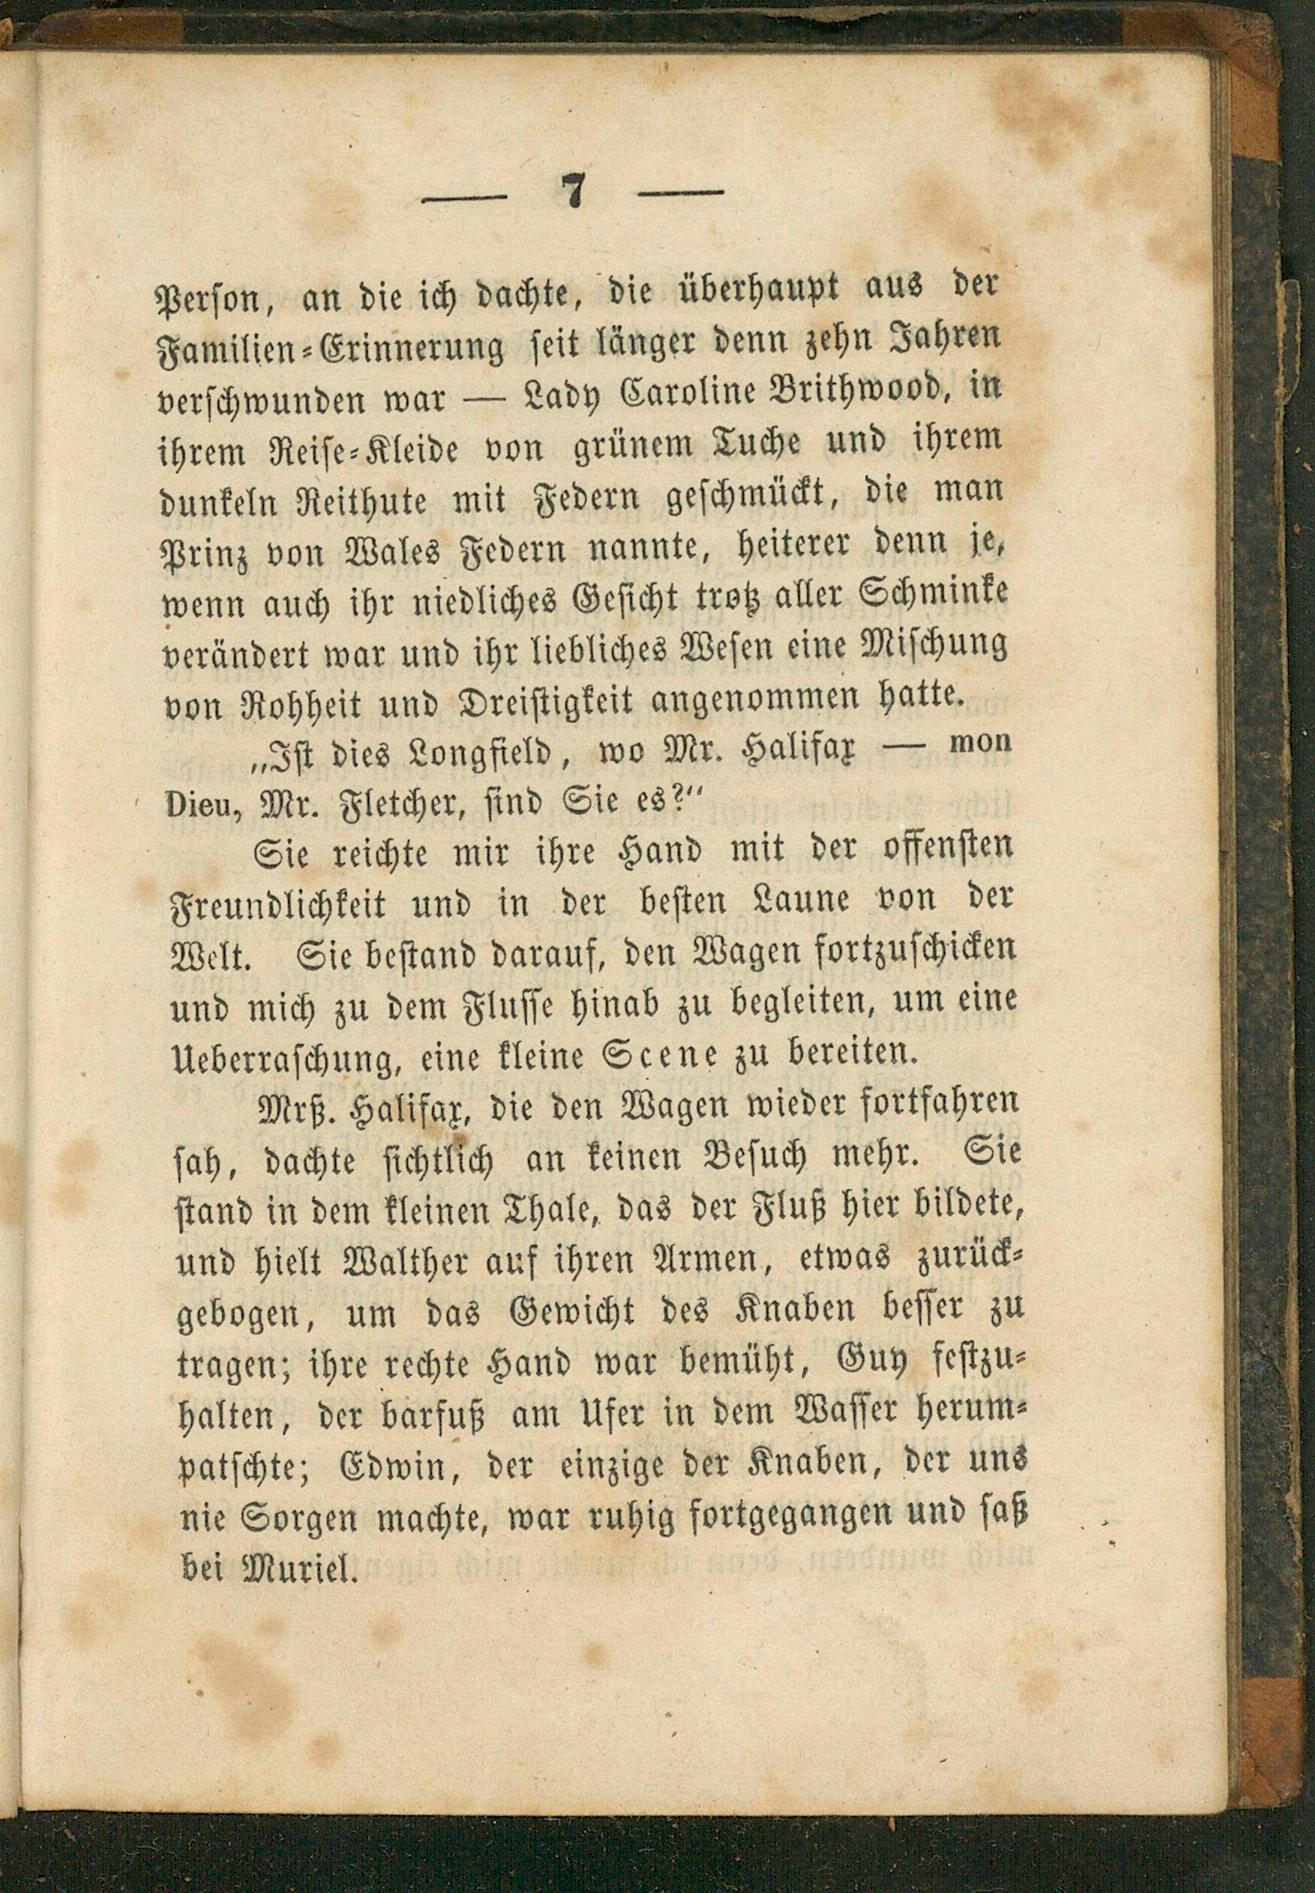 — 7 —
Person, an die ich dachte, die überhaupt aus der
Familien-Erinnerung seit länger denn zehn Jahren
verschwunden war — Lady Caroline Brithwood, in
ihrem Reise-Kleide von grünem Tuche und ihrem
dunkeln Reithute mit Federn geschmückt, die man
Prinz von Wales Federn nannte, heiterer denn je,
wenn auch ihr niedliches Gesicht trotz aller Schminke
verändert war und ihr liebliches Wesen eine Mischung
von Rohheit und Dreistigkeit angenommen hatte.
„Ist dies Longfield, wo Mr. Halifax — mon
Dieu, Mr. Fletcher, sind Sie es?“
Sie reichte mir ihre Hand mit der offensten
Freundlichkeit und in der besten Laune von der
Welt. Sie bestand darauf, den Wagen fortzuschicken
und mich zu dem Flusse hinab zu begleiten, um eine
Ueberraschung, eine kleine Scene zu bereiten.
Mrß. Halifax, die den Wagen wieder fortfahren
sah, dachte sichtlich an keinen Besuch mehr. Sie
stand in dem kleinen Thale, das der Fluß hier bildete,
und hielt Walther auf ihren Armen, etwas zurück-
gebogen, um das Gewicht des Knaben besser zu
tragen; ihre rechte Hand war bemüht, Guy festzu-
halten, der barfuß am Ufer in dem Wasser herum-
patschte; Edwin, der einzige der Knaben, der uns
nie Sorgen machte, war ruhig fortgegangen und saß
bei Muriel.